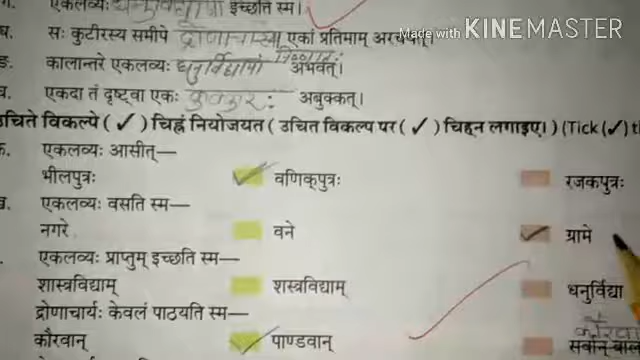 एकलव्यः इच्छति स्म।
Made with KINEMASTER
सः कुटीरस्य समीपे एकां प्रतिमाम्
कालान्तरे एकलव्यः अभवत्।
एकदा तं दृष्ट्वा एकः अबुक्कत्।
उचिते विकल्पे (✓) चिह्नं नियोजयत (उचित विकल्प पर (✓) चिह्न लगाइए।) (Tick (✓)
एकलव्यः आसीत्—
भीलपुत्रः वणिक्पुत्रः रजकपुत्रः
एकलव्यः वसति स्म—
नगरे वने ग्रामे
एकलव्यः प्राप्तुम् इच्छति स्म—
शास्त्रविद्याम् शस्त्रविद्याम् धनुर्विद्या
द्रोणाचार्यः केवलं पाठयति स्म—
कौरवान् पाण्डवान् सर्वान्